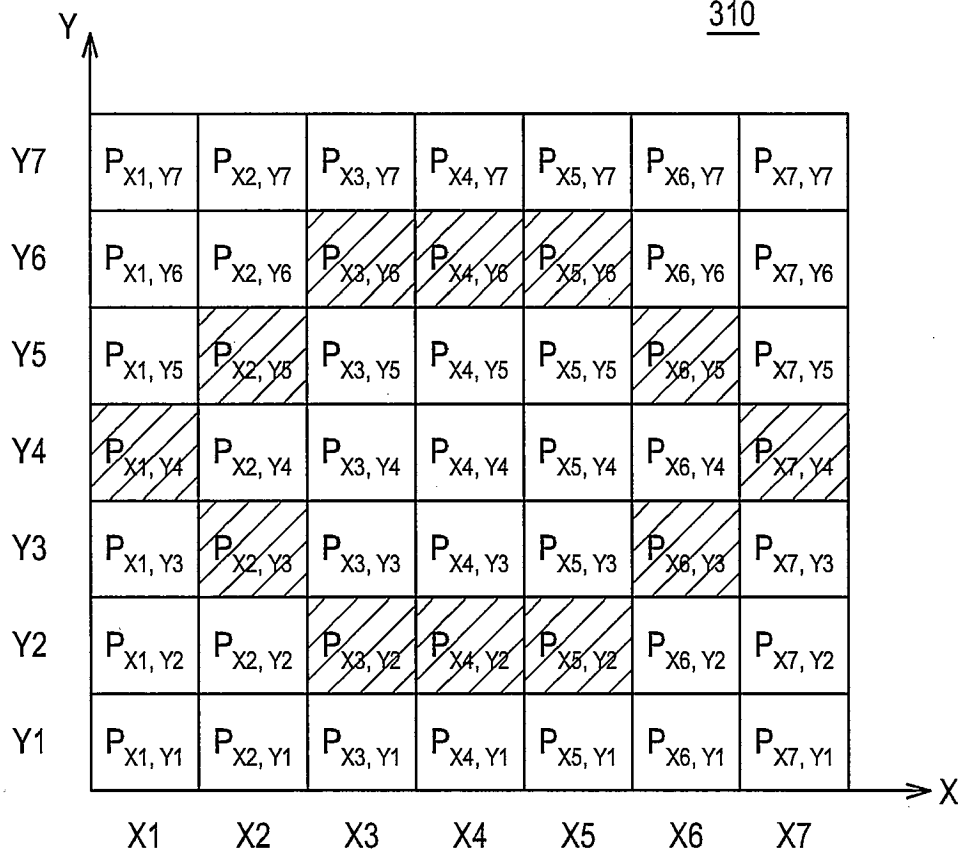 310
Y
Y7 P X1, Y7 P X2, Y7 P X3, Y7 P X4, Y7 P X5, Y7 P X6, Y7 P X7, Y7
Y6 P X1, Y6 P X2, Y6 P X3, Y6 P X4, Y6 P X5, Y6 P X6, Y6 P X7, Y6
Y5 P X1, Y5 P X2, Y5 P X3, Y5 P X4, Y5 P X5, Y5 P X6, Y5 P X7, Y5
Y4 P X1, Y4 P X2, Y4 P X3, Y4 P X4, Y4 P X5, Y4 P X6, Y4 P X7, Y4
Y3 P X1, Y3 P X2, Y3 P X3, Y3 P X4, Y3 P X5, Y3 P X6, Y3 P X7, Y3
Y2 P X1, Y2 P X2, Y2 P X3, Y2 P X4, Y2 P X5, Y2 P X6, Y2 P X7, Y2
Y1 P X1, Y1 P X2, Y1 P X3, Y1 P X4, Y1 P X5, Y1 P X6, Y1 P X7, Y1
X
X1 X2 X3 X4 X5 X6 X7